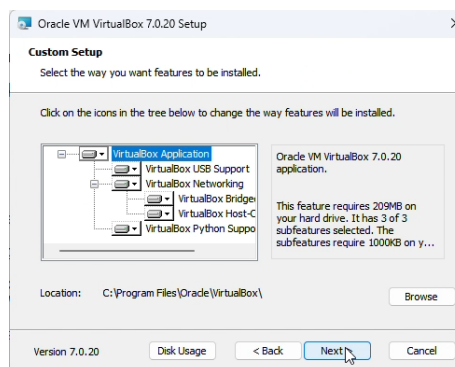 Oracle VM VirtualBox 7.0.20 Setup
Custom Setup
Select the way you want features to be installed.
Click on the icons in the tree below to change the way features will be installed.
VirtualBox Application
VirtualBox USB Support
VirtualBox Networking
VirtualBox Bridge
VirtualBox Host-C
VirtualBox Python Suppo
Oracle VM VirtualBox 7.0.20
application.
This feature requires 209MB on
your hard drive. It has 3 of 3
subfeatures selected. The
subfeatures require 1000KB on y...
Location: C:\Program Files\Oracle\VirtualBox\
Browse
Version 7.0.20
Disk Usage
< Back
Next >
Cancel